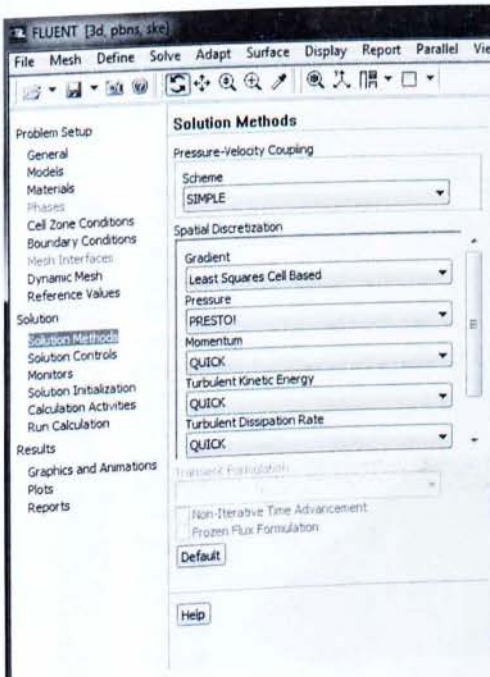 FLUENT [3d, pbns, ske]
File Mesh Define Solve Adapt Surface Display Report Parallel Vie
Problem Setup
General
Models
Materials
Phases
Cell Zone Conditions
Boundary Conditions
Mesh Interfaces
Dynamic Mesh
Reference Values
Solution
Solution Methods
Solution Controls
Monitors
Solution Initialization
Calculation Activities
Run Calculation
Results
Graphics and Animations
Plots
Reports
Solution Methods
Pressure-Velocity Coupling
Scheme
SIMPLE
Spatial Discretization
Gradient
Least Squares Cell Based
Pressure
PRESTO!
Momentum
QUICK
Turbulent Kinetic Energy
QUICK
Turbulent Dissipation Rate
QUICK
Transient Formulation
Non-Iterative Time Advancement
Frozen Flux Formulation
Default
Help